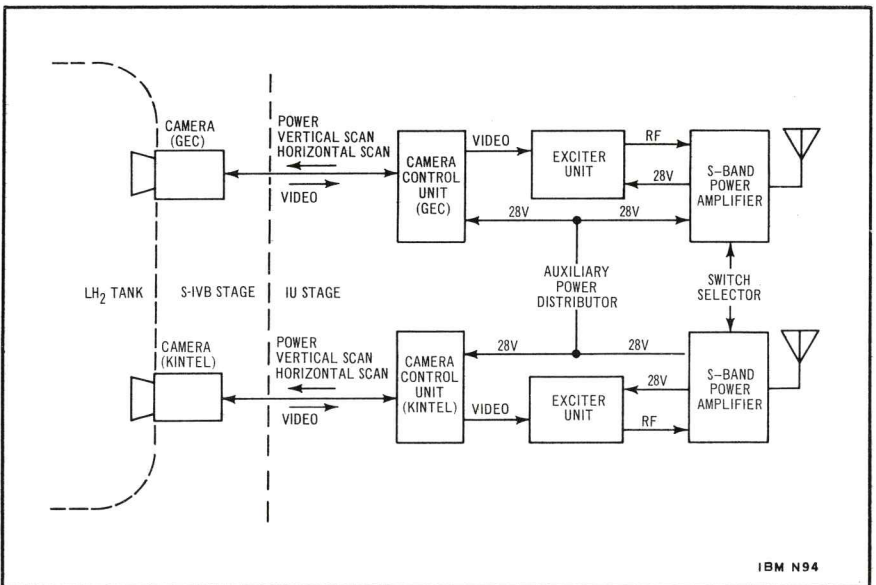 CAMERA
(GEC)
POWER
VERTICAL SCAN
HORIZONTAL SCAN
VIDEO
CAMERA
CONTROL
UNIT
(GEC)
VIDEO
EXCITER
UNIT
RF
28V
S-BAND
POWER
AMPLIFIER
28V
28V
LH2 TANK
S-IVB STAGE
IU STAGE
AUXILIARY
POWER
DISTRIBUTOR
SWITCH
SELECTOR
CAMERA
(KINTEL)
POWER
VERTICAL SCAN
HORIZONTAL SCAN
VIDEO
CAMERA
CONTROL
UNIT
(KINTEL)
28V
28V
VIDEO
EXCITER
UNIT
28V
RF
S-BAND
POWER
AMPLIFIER
IBM N94